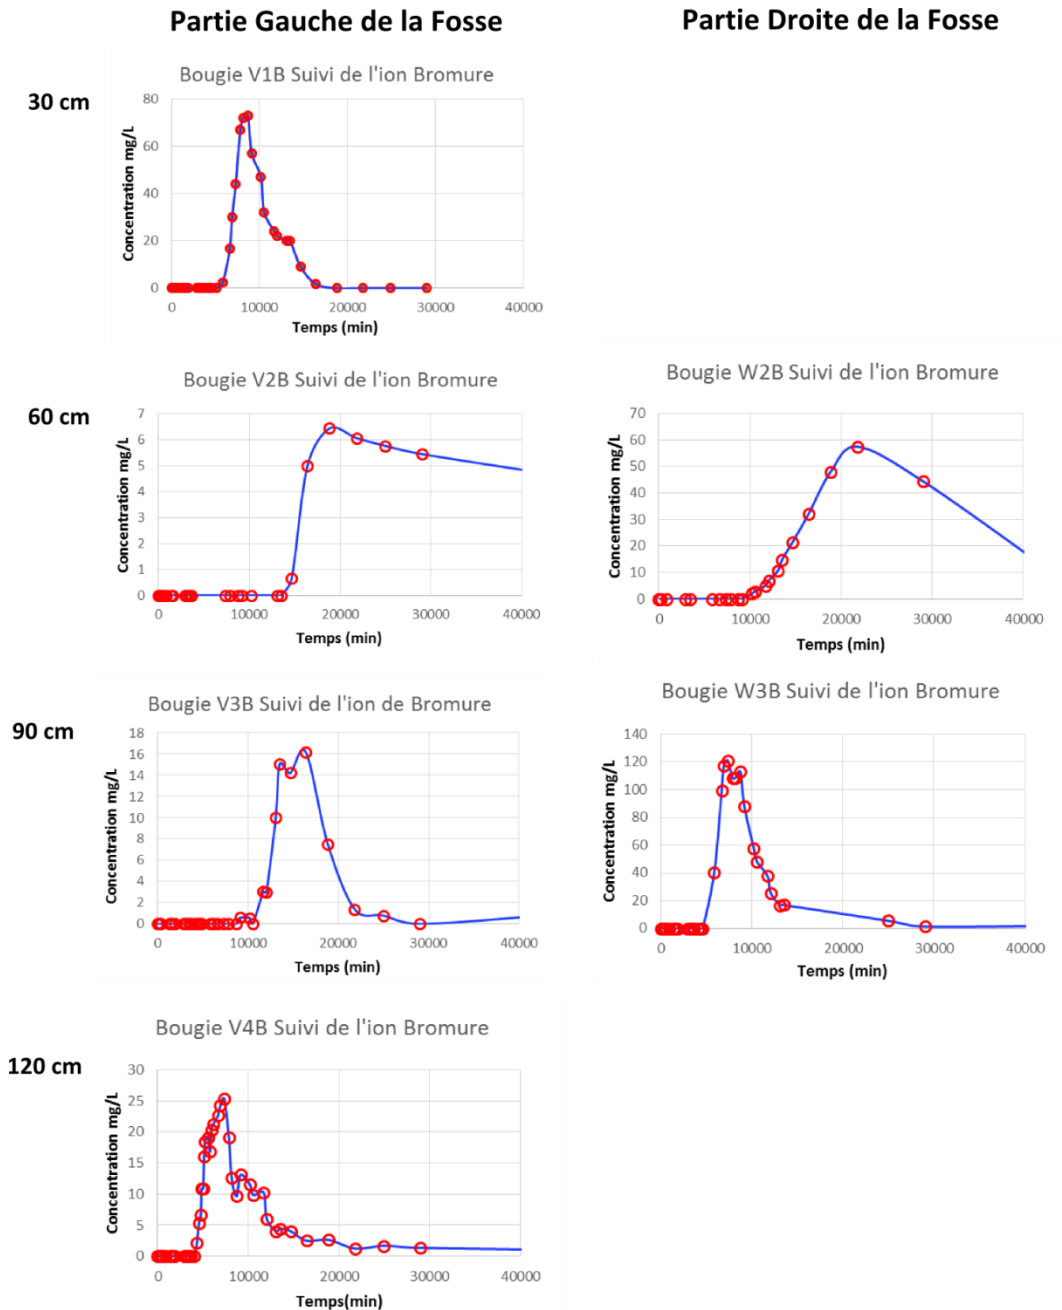 Partie Gauche de la Fosse
Partie Droite de la Fosse
30 cm
Bougie V1B Suivi de l'ion Bromure
Concentration mg/L
80
60
40
20
0
0 10000 20000 30000 40000
Temps (min)
60 cm
Bougie V2B Suivi de l'ion Bromure
Concentration mg/L
7
6
5
4
3
2
1
0
0 10000 20000 30000 40000
Temps (min)
Bougie W2B Suivi de l'ion Bromure
Concentration mg/L
70
60
50
40
30
20
10
0
0 10000 20000 30000 40000
Temps (min)
90 cm
Bougie V3B Suivi de l'ion de Bromure
Concentration mg/L
18
16
14
12
10
8
6
4
2
0
0 10000 20000 30000 40000
Temps (min)
Bougie W3B Suivi de l'ion Bromure
Concentration mg/L
140
120
100
80
60
40
20
0
0 10000 20000 30000 40000
Temps (min)
120 cm
Bougie V4B Suivi de l'ion Bromure
Concentration mg/L
30
25
20
15
10
5
0
0 10000 20000 30000 40000
Temps(min)